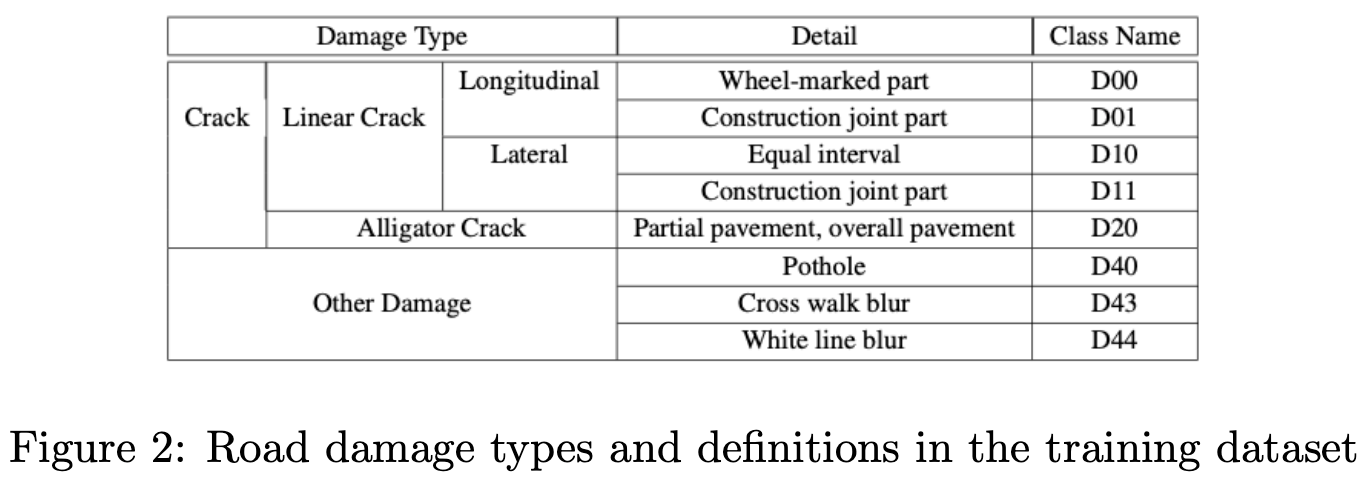 Damage Type Detail Class Name
Longitudinal Wheel-marked part D00
Crack Linear Crack Construction joint part D01
Lateral Equal interval D10
Construction joint part D11
Alligator Crack Partial pavement, overall pavement D20
Pothole D40
Other Damage Cross walk blur D43
White line blur D44
Figure 2: Road damage types and definitions in the training dataset